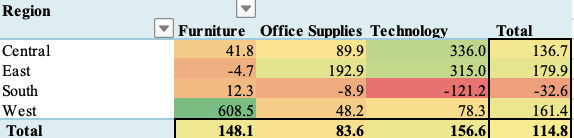 Region
Furniture Office Supplies Technology Total
Central 41.8 89.9 336.0 136.7
East -4.7 192.9 315.0 179.9
South 12.3 -8.9 -121.2 -32.6
West 608.5 48.2 78.3 161.4
Total 148.1 83.6 156.6 114.8